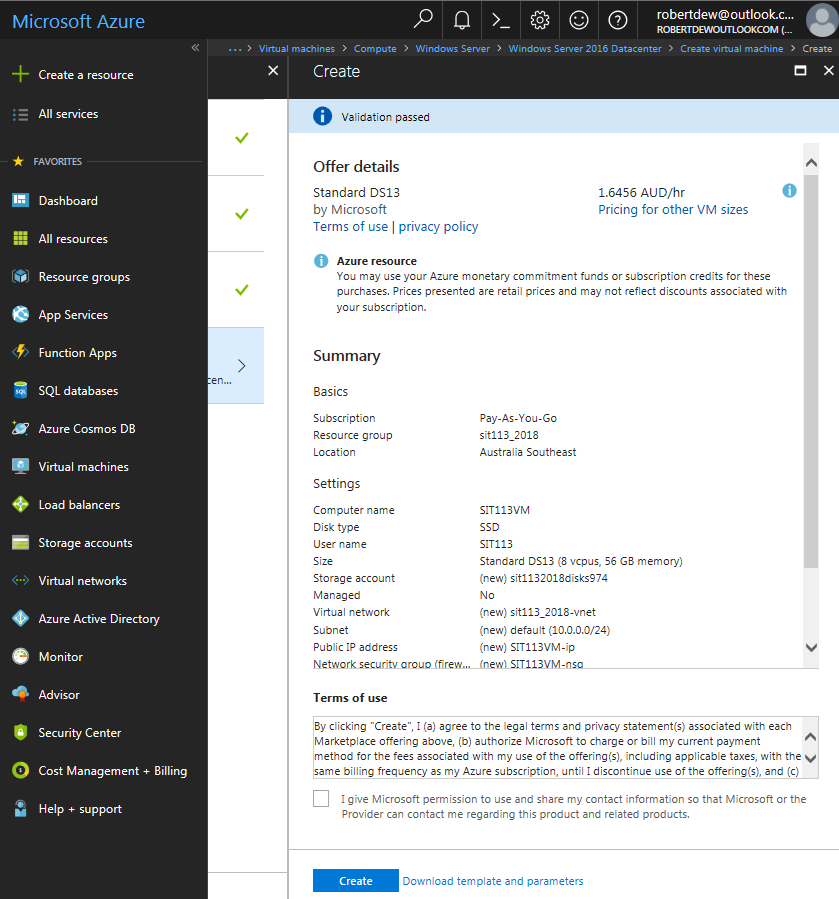 Microsoft Azure
robertdew@outlook.c...
ROBERTDEWOUTLOOKCOM (...
«
... > Virtual machines > Compute > Windows Server > Windows Server 2016 Datacenter > Create virtual machine > Create
Create a resource
All services
FAVORITES
Dashboard
All resources
Resource groups
App Services
Function Apps
SQL databases
Azure Cosmos DB
Virtual machines
Load balancers
Storage accounts
Virtual networks
Azure Active Directory
Monitor
Advisor
Security Center
Cost Management + Billing
Help + support
cen...
Create
Validation passed
Offer details
Standard DS13 1.6456 AUD/hr
by Microsoft Pricing for other VM sizes
Terms of use | privacy policy
Azure resource
You may use your Azure monetary commitment funds or subscription credits for these
purchases. Prices presented are retail prices and may not reflect discounts associated with
your subscription.
Summary
Basics
Subscription Pay-As-You-Go
Resource group sit113_2018
Location Australia Southeast
Settings
Computer name SIT113VM
Disk type SSD
User name SIT113
Size Standard DS13 (8 vcpus, 56 GB memory)
Storage account (new) sit1132018disks974
Managed No
Virtual network (new) sit113_2018-vnet
Subnet (new) default (10.0.0.0/24)
Public IP address (new) SIT113VM-ip
Network security group (firew... (new) SIT113VM-nsg
Terms of use
By clicking "Create", I (a) agree to the legal terms and privacy statement(s) associated with each
Marketplace offering above, (b) authorize Microsoft to charge or bill my current payment
method for the fees associated with my use of the offering(s), including applicable taxes, with the
same billing frequency as my Azure subscription, until I discontinue use of the offering(s), and (c)
I give Microsoft permission to use and share my contact information so that Microsoft or the
Provider can contact me regarding this product and related products.
Create Download template and parameters